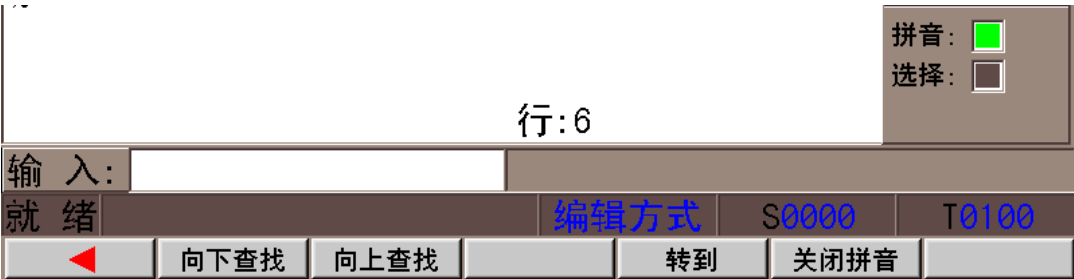 拼音:
选择:
行:6
输 入:
就 绪 编辑方式 S0000 T0100
向下查找 向上查找 转到 关闭拼音